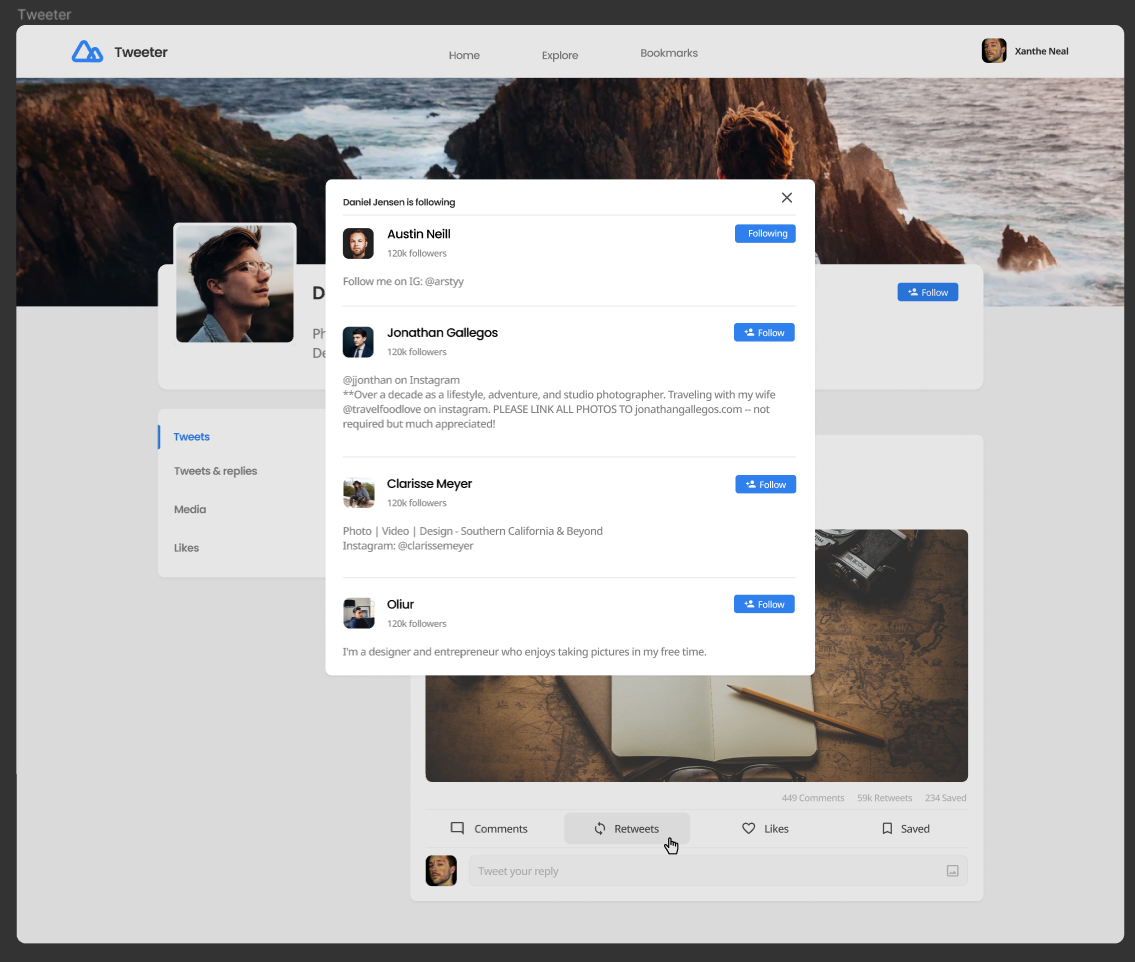 Tweeter
Tweeter
Home
Explore
Bookmarks
Xanthe Neal
Daniel Jensen is following
Austin Neill
120k followers
Following
Follow me on IG: @arstyy
Jonathan Gallegos
120k followers
Follow
@jjonthan on Instagram
**Over a decade as a lifestyle, adventure, and studio photographer. Traveling with my wife
@travelfoodlove on instagram. PLEASE LINK ALL PHOTOS TO jonathangallegos.com -- not
required but much appreciated!
Clarisse Meyer
120k followers
Follow
Photo | Video | Design - Southern California & Beyond
Instagram: @clarissemeyer
Oliur
120k followers
Follow
I'm a designer and entrepreneur who enjoys taking pictures in my free time.
D
Ph
De
Follow
Tweets
Tweets & replies
Media
Likes
449 Comments
59k Retweets
234 Saved
Comments
Retweets
Likes
Saved
Tweet your reply